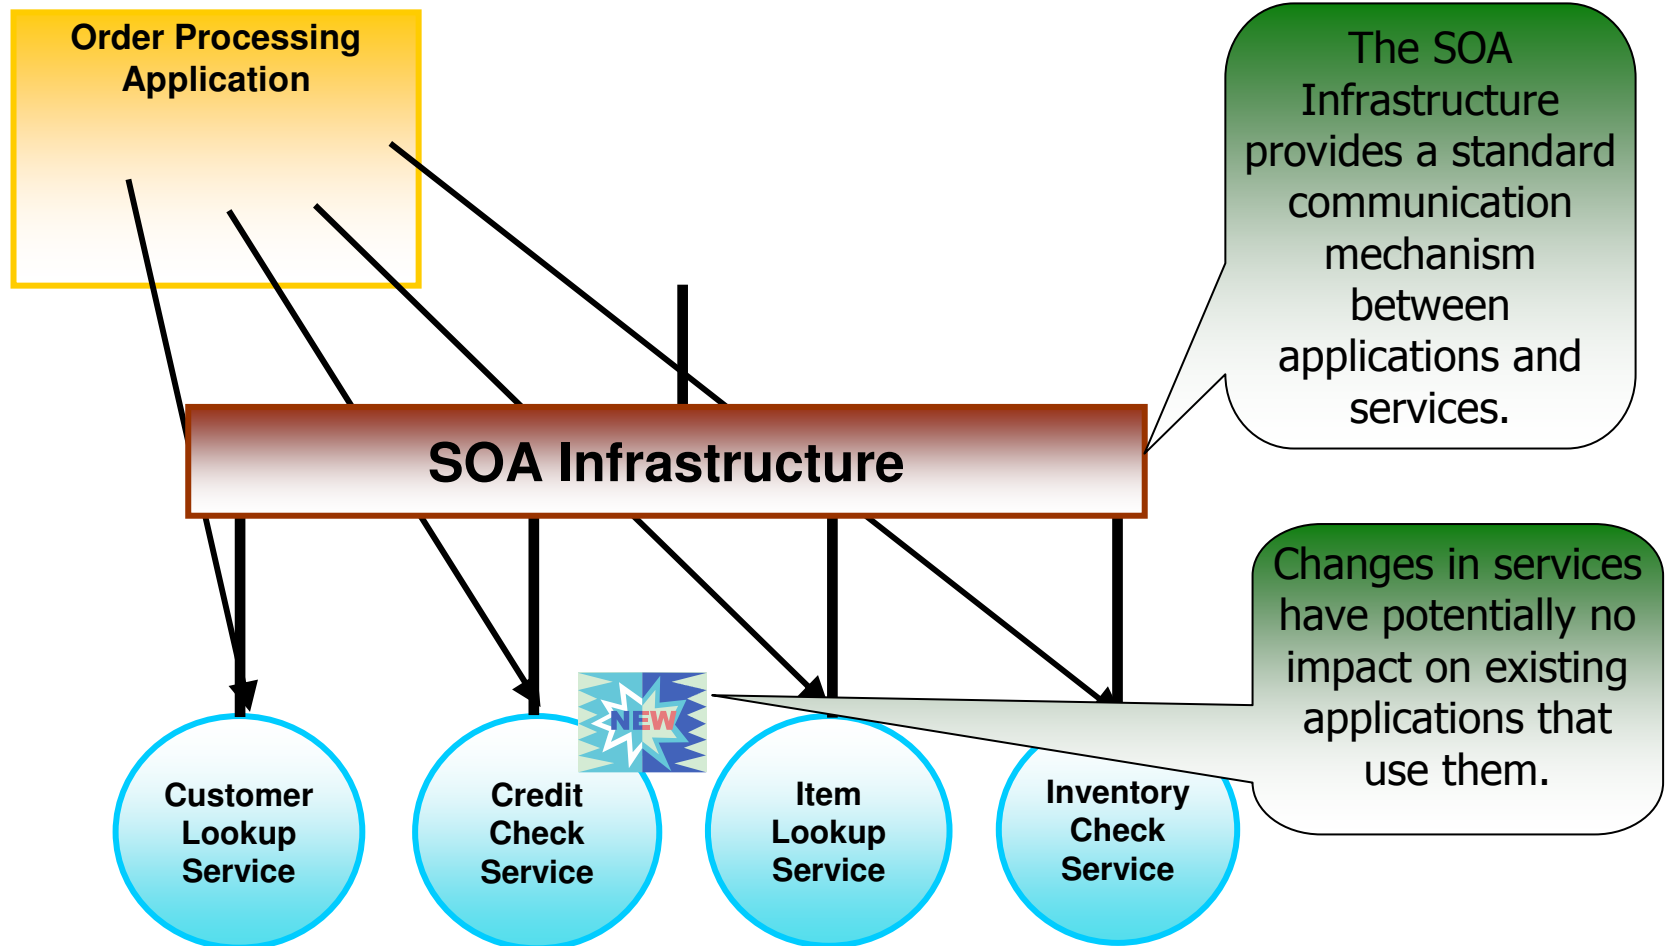 Order Processing
Application
The SOA
Infrastructure
provides a standard
communication
mechanism
between
applications and
services.
SOA Infrastructure
Changes in services
have potentially no
impact on existing
applications that
use them.
NEW
Customer
Lookup
Service
Credit
Check
Service
Item
Lookup
Service
Inventory
Check
Service